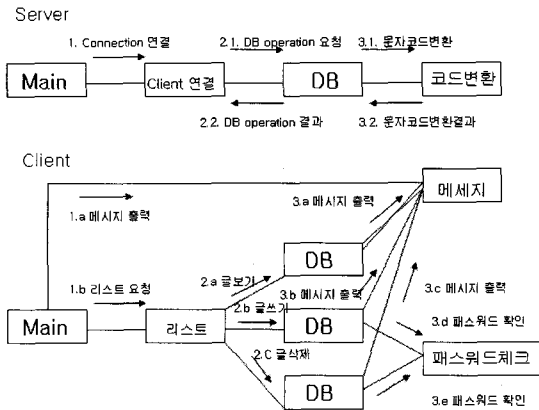 Server
1. Connection 연결
2.1. DB operation 요청
3.1. 문자코드변환
Main
Client 연결
DB
코드변환
2.2. DB operation 결과
3.2. 문자코드변환결과
Client
1.a 메시지 출력
3.a 메시지 출력
메세지
1.b 리스트 요청
2.a 글보기
DB
3.b 메시지 출력
3.c 메시지 출력
2.b 글쓰기
Main
리스트
DB
3.d 패스워드 확인
2.C 글삭제
패스워드체크
DB
3.e 패스워드 확인